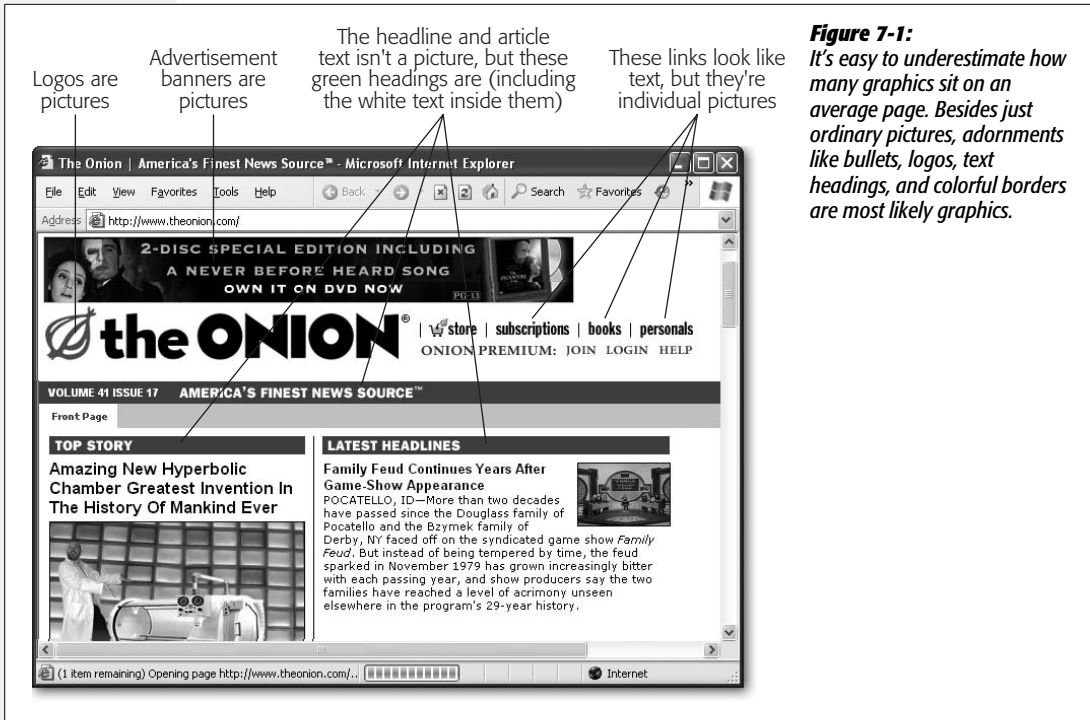 Logos are
pictures
Advertisement
banners are
pictures
The headline and article
text isn't a picture, but these
green headings are (including
the white text inside them)
These links look like
text, but they're
individual pictures
Figure 7-1:
It's easy to underestimate how
many graphics sit on an
average page. Besides just
ordinary pictures, adornments
like bullets, logos, text
headings, and colorful borders
are most likely graphics.
The Onion | America's Finest News Source™ - Microsoft Internet Explorer
File Edit View Favorites Tools Help
Back Search Favorites »
Address http://www.theonion.com/
2-DISC SPECIAL EDITION INCLUDING
A NEVER BEFORE HEARD SONG
OWN IT ON DVD NOW
PG-13
the ONION®
| store | subscriptions | books | personals
ONION PREMIUM: JOIN LOGIN HELP
VOLUME 41 ISSUE 17 AMERICA'S FINEST NEWS SOURCE™
Front Page
TOP STORY
Amazing New Hyperbolic
Chamber Greatest Invention In
The History Of Mankind Ever
LATEST HEADLINES
Family Feud Continues Years After
Game-Show Appearance
POCATELLO, ID—More than two decades
have passed since the Douglass family of
Pocatello and the Bzymek family of
Derby, NY faced off on the syndicated game show Family
Feud. But instead of being tempered by time, the feud
sparked in November 1979 has grown increasingly bitter
with each passing year, and show producers say the two
families have reached a level of acrimony unseen
elsewhere in the program's 29-year history.
FAMILY
FEUD
(1 item remaining) Opening page http://www.theonion.com/.. Internet